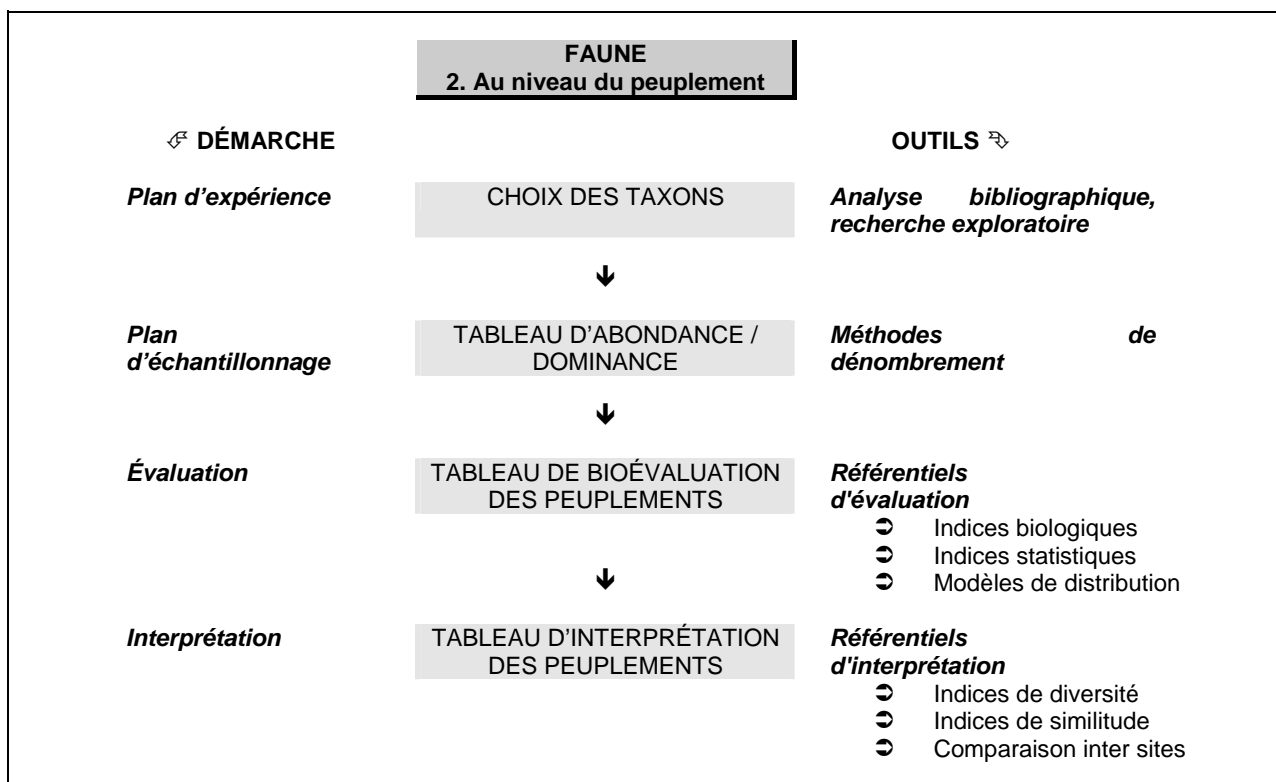 FAUNE
2. Au niveau du peuplement
DÉMARCHE
OUTILS
Plan d’expérience
CHOIX DES TAXONS
Analyse bibliographique,
recherche exploratoire
Plan
d’échantillonnage
TABLEAU D’ABONDANCE /
DOMINANCE
Méthodes de
dénombrement
Évaluation
TABLEAU DE BIOÉVALUATION
DES PEUPLEMENTS
Référentiels
d'évaluation
Indices biologiques
Indices statistiques
Modèles de distribution
Interprétation
TABLEAU D’INTERPRÉTATION
DES PEUPLEMENTS
Référentiels
d'interprétation
Indices de diversité
Indices de similitude
Comparaison inter sites